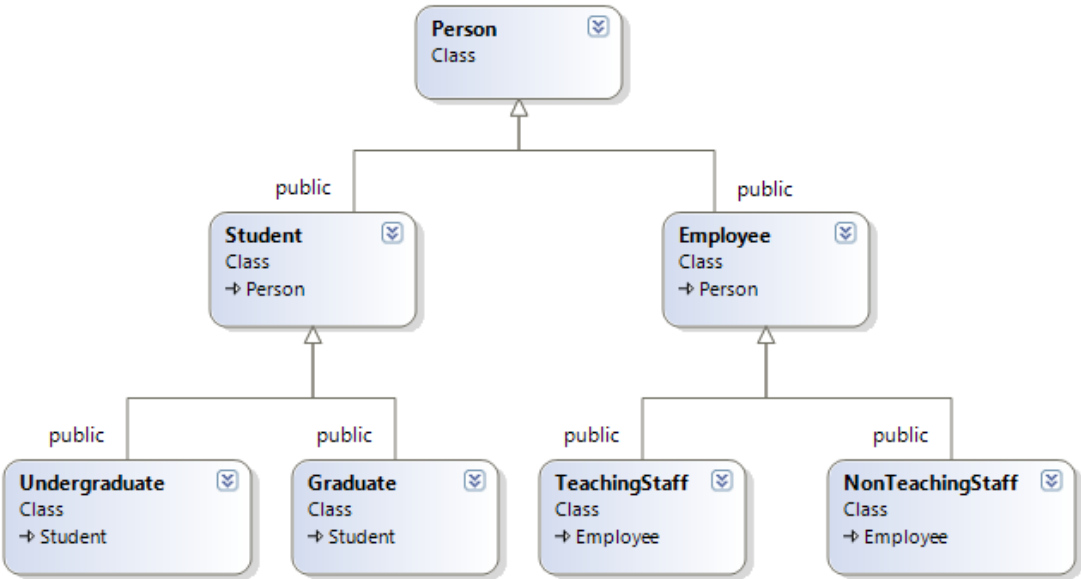 Person
Class
public
public
Student
Class
Person
Employee
Class
Person
public
public
public
public
Undergraduate
Class
Student
Graduate
Class
Student
TeachingStaff
Class
Employee
NonTeachingStaff
Class
Employee